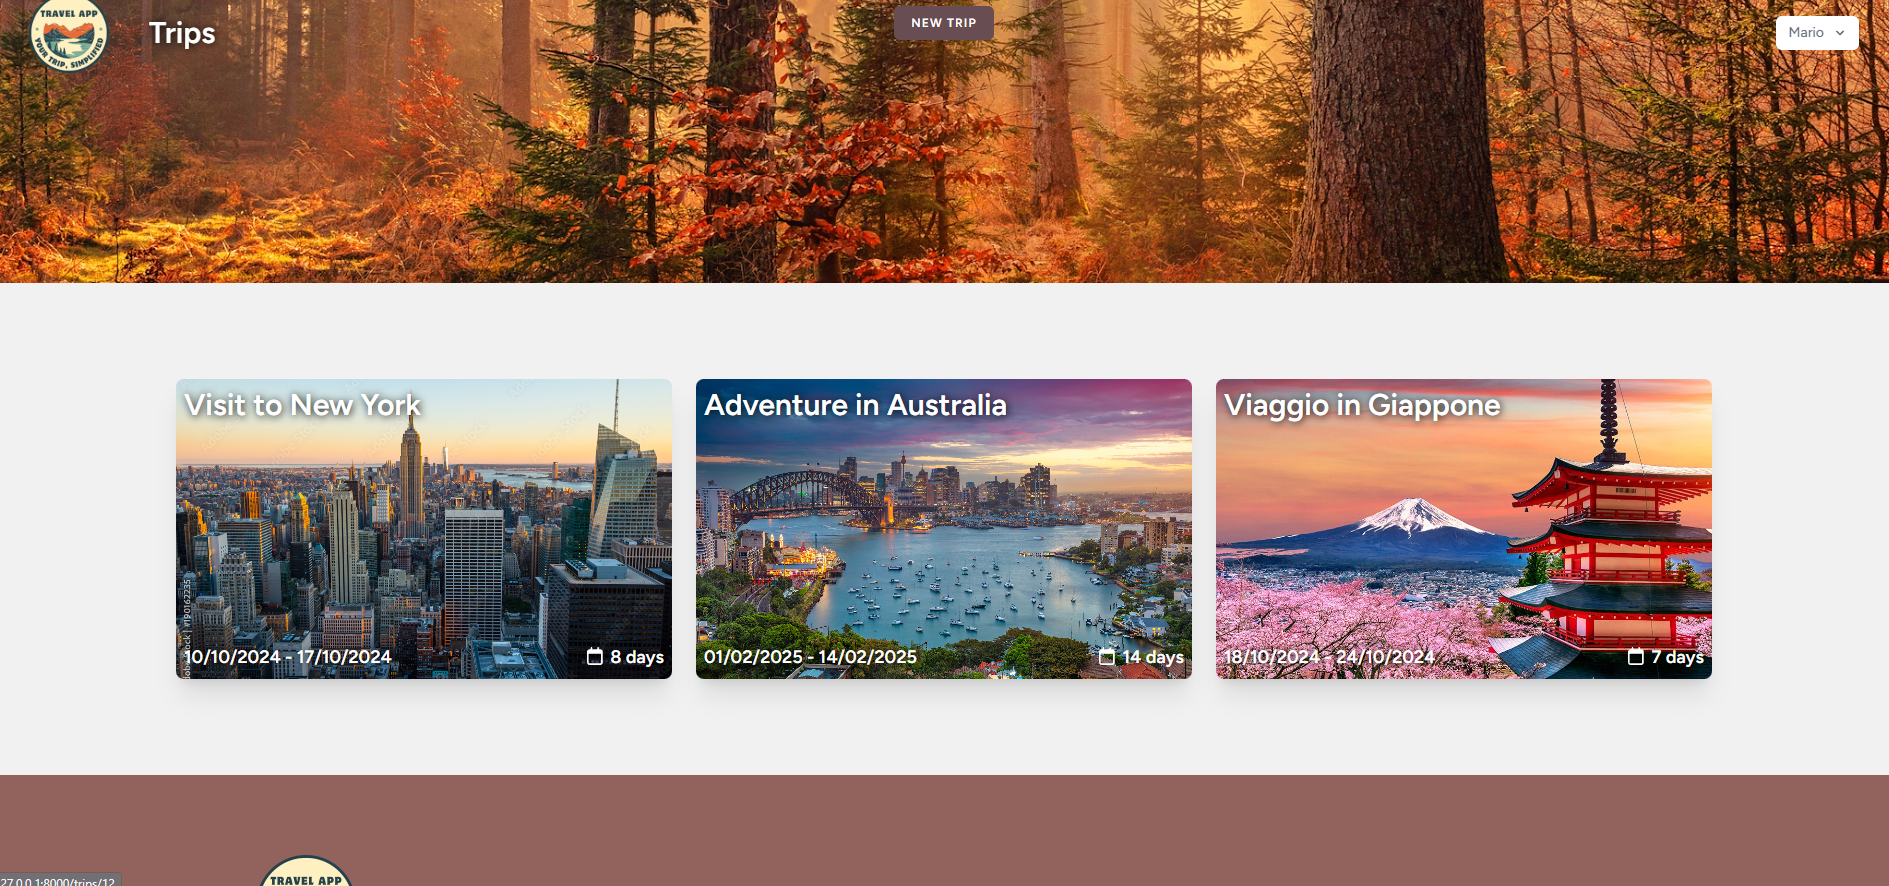 TRAVEL APP
YOUR TRIP, SIMPLIFIED
Trips
NEW TRIP
Mario
Visit to New York
10/10/2024 - 17/10/2024
8 days
Adventure in Australia
01/02/2025 - 14/02/2025
14 days
Viaggio in Giappone
18/10/2024 - 24/10/2024
7 days
TRAVEL APP
27.0.0.1:8000/trips/12